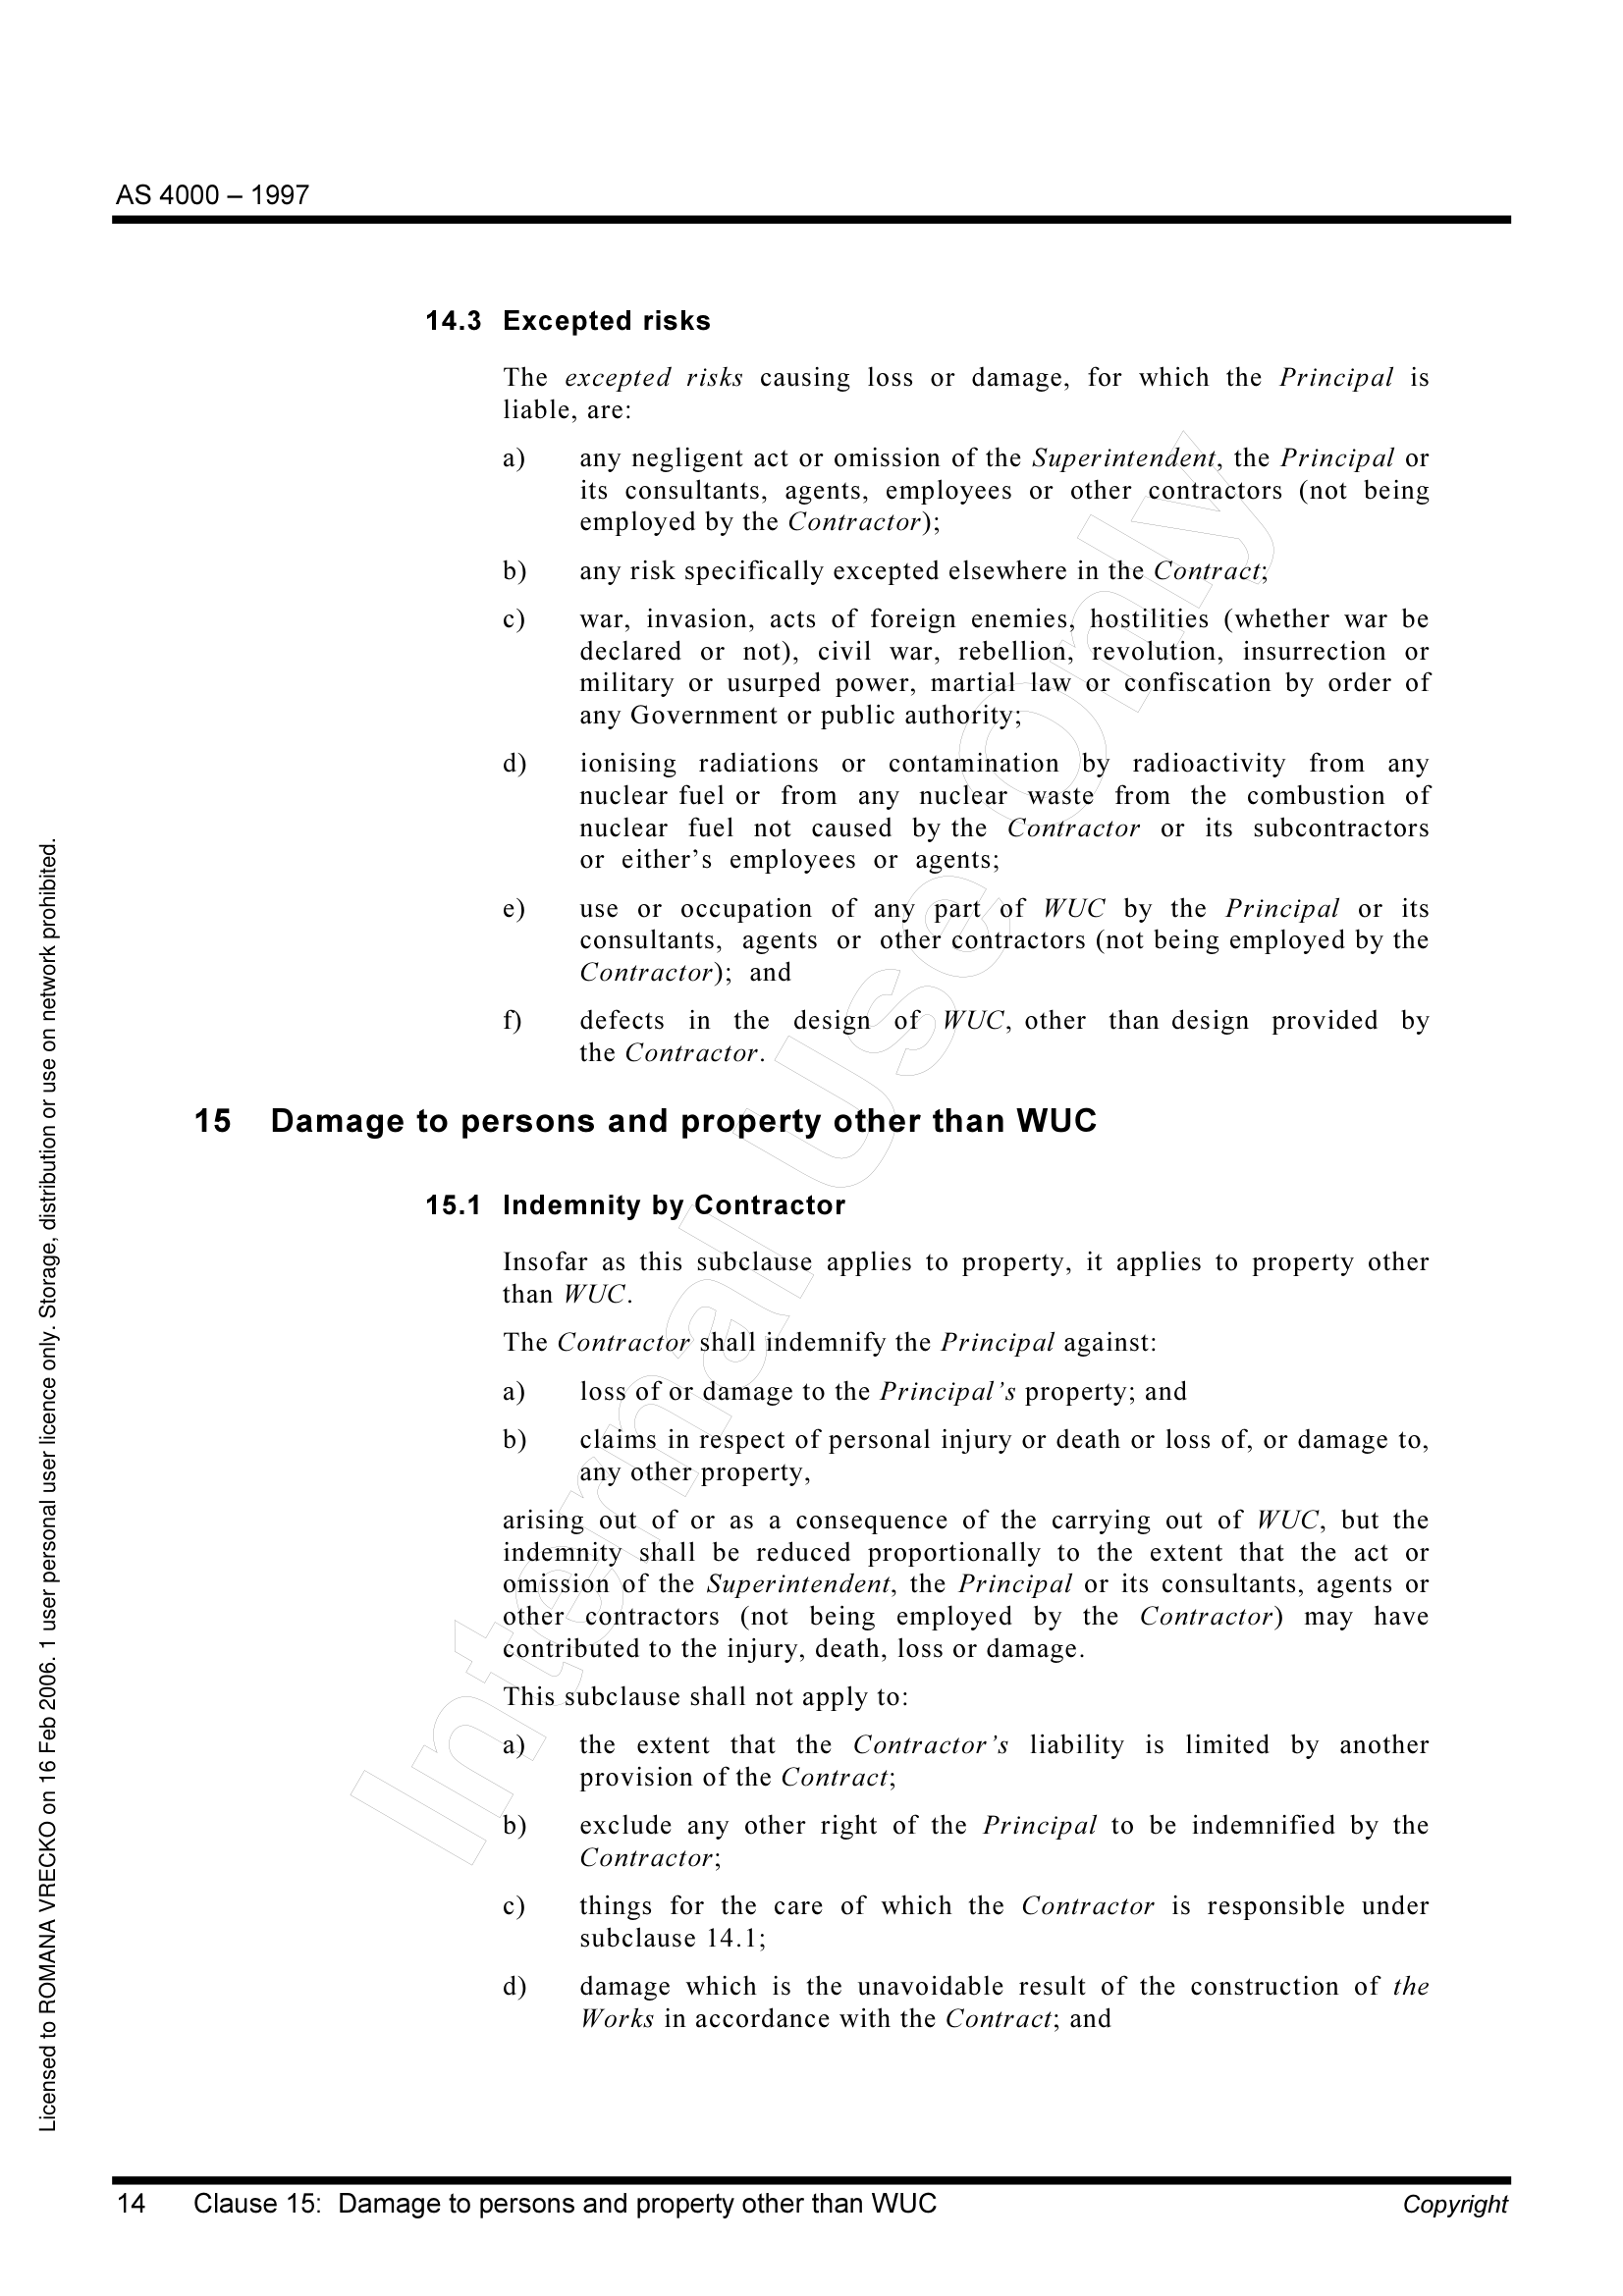 AS 4000 – 1997
14.3 Excepted risks
The excepted risks causing loss or damage, for which the Principal is
liable, are:
a) any negligent act or omission of the Superintendent, the Principal or
its consultants, agents, employees or other contractors (not being
employed by the Contractor);
b) any risk specifically excepted elsewhere in the Contract;
c) war, invasion, acts of foreign enemies, hostilities (whether war be
declared or not), civil war, rebellion, revolution, insurrection or
military or usurped power, martial law or confiscation by order of
any Government or public authority;
d) ionising radiations or contamination by radioactivity from any
nuclear fuel or from any nuclear waste from the combustion of
nuclear fuel not caused by the Contractor or its subcontractors
or either’s employees or agents;
e) use or occupation of any part of WUC by the Principal or its
consultants, agents or other contractors (not being employed by the
Contractor); and
f) defects in the design of WUC, other than design provided by
the Contractor.
15 Damage to persons and property other than WUC
15.1 Indemnity by Contractor
Insofar as this subclause applies to property, it applies to property other
than WUC.
The Contractor shall indemnify the Principal against:
a) loss of or damage to the Principal’s property; and
b) claims in respect of personal injury or death or loss of, or damage to,
any other property,
arising out of or as a consequence of the carrying out of WUC, but the
indemnity shall be reduced proportionally to the extent that the act or
omission of the Superintendent, the Principal or its consultants, agents or
other contractors (not being employed by the Contractor) may have
contributed to the injury, death, loss or damage.
This subclause shall not apply to:
a) the extent that the Contractor’s liability is limited by another
provision of the Contract;
b) exclude any other right of the Principal to be indemnified by the
Contractor;
c) things for the care of which the Contractor is responsible under
subclause 14.1;
d) damage which is the unavoidable result of the construction of the
Works in accordance with the Contract; and
14 Clause 15: Damage to persons and property other than WUC Copyright
Licensed to ROMANA VRECKO on 16 Feb 2006. 1 user personal user licence only. Storage, distribution or use on network prohibited.
Internal Use Only